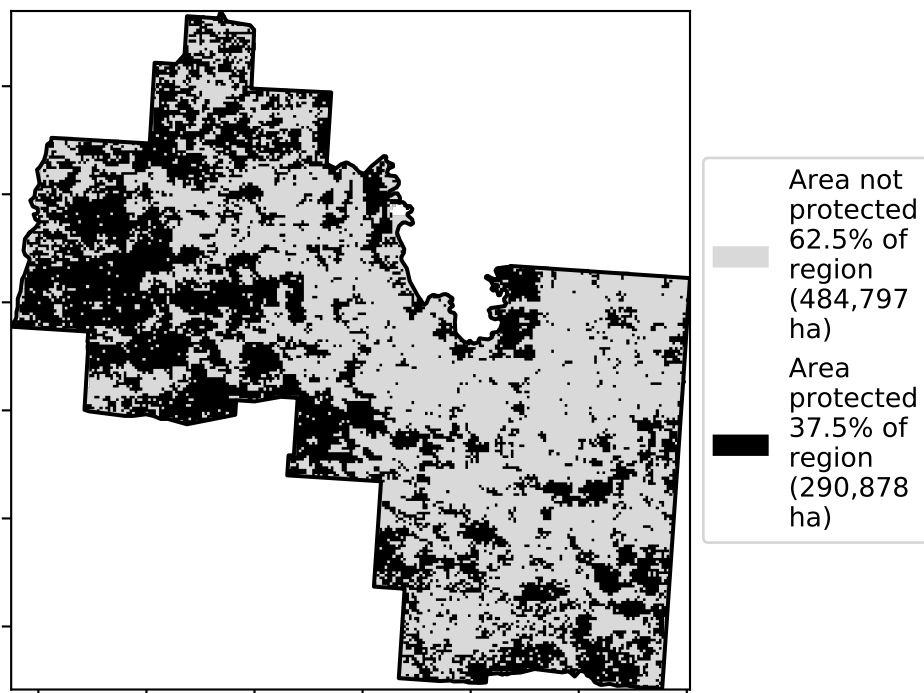 Area not
protected
62.5% of
region
(484,797
ha)
Area
protected
37.5% of
region
(290,878
ha)